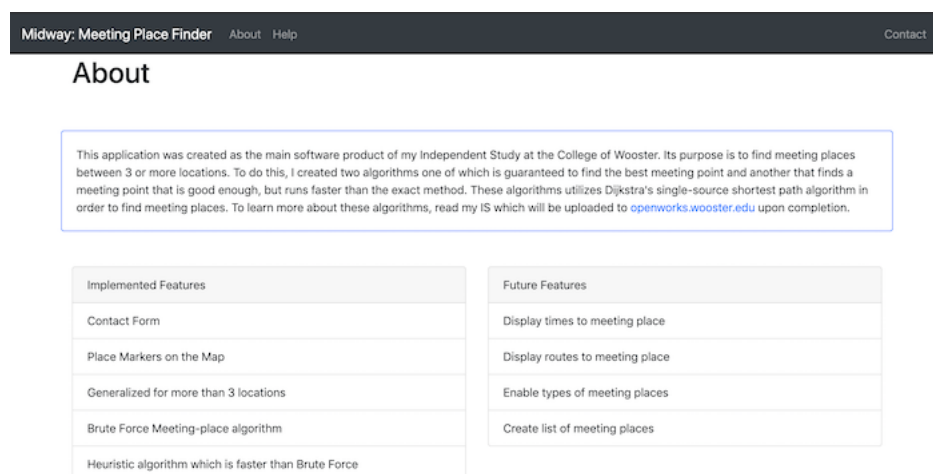 Midway: Meeting Place Finder About Help Contact
About
This application was created as the main software product of my Independent Study at the College of Wooster. Its purpose is to find meeting places
between 3 or more locations. To do this, I created two algorithms one of which is guaranteed to find the best meeting point and another that finds a
meeting point that is good enough, but runs faster than the exact method. These algorithms utilizes Dijkstra's single-source shortest path algorithm in
order to find meeting places. To learn more about these algorithms, read my IS which will be uploaded to openworks.wooster.edu upon completion.
Implemented Features
Contact Form
Place Markers on the Map
Generalized for more than 3 locations
Brute Force Meeting-place algorithm
Heuristic algorithm which is faster than Brute Force
Future Features
Display times to meeting place
Display routes to meeting place
Enable types of meeting places
Create list of meeting places